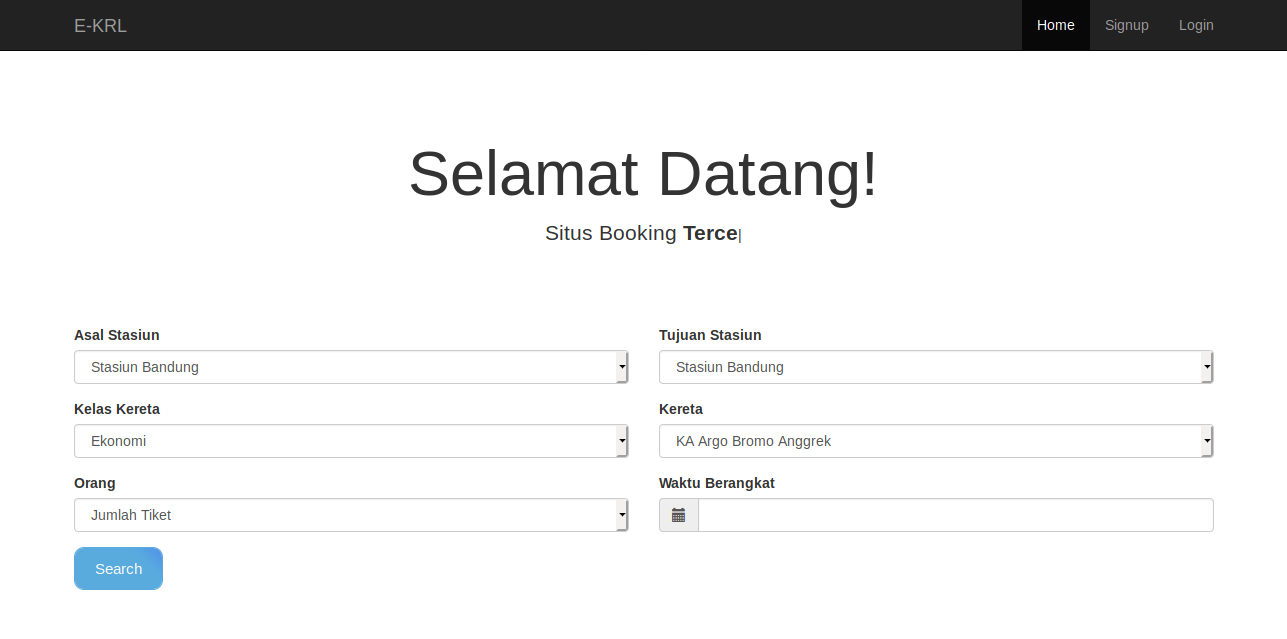 E-KRL Home Signup Login
Selamat Datang!
Situs Booking Terce|
Asal Stasiun
Stasiun Bandung
Tujuan Stasiun
Stasiun Bandung
Kelas Kereta
Ekonomi
Kereta
KA Argo Bromo Anggrek
Orang
Jumlah Tiket
Waktu Berangkat
Search